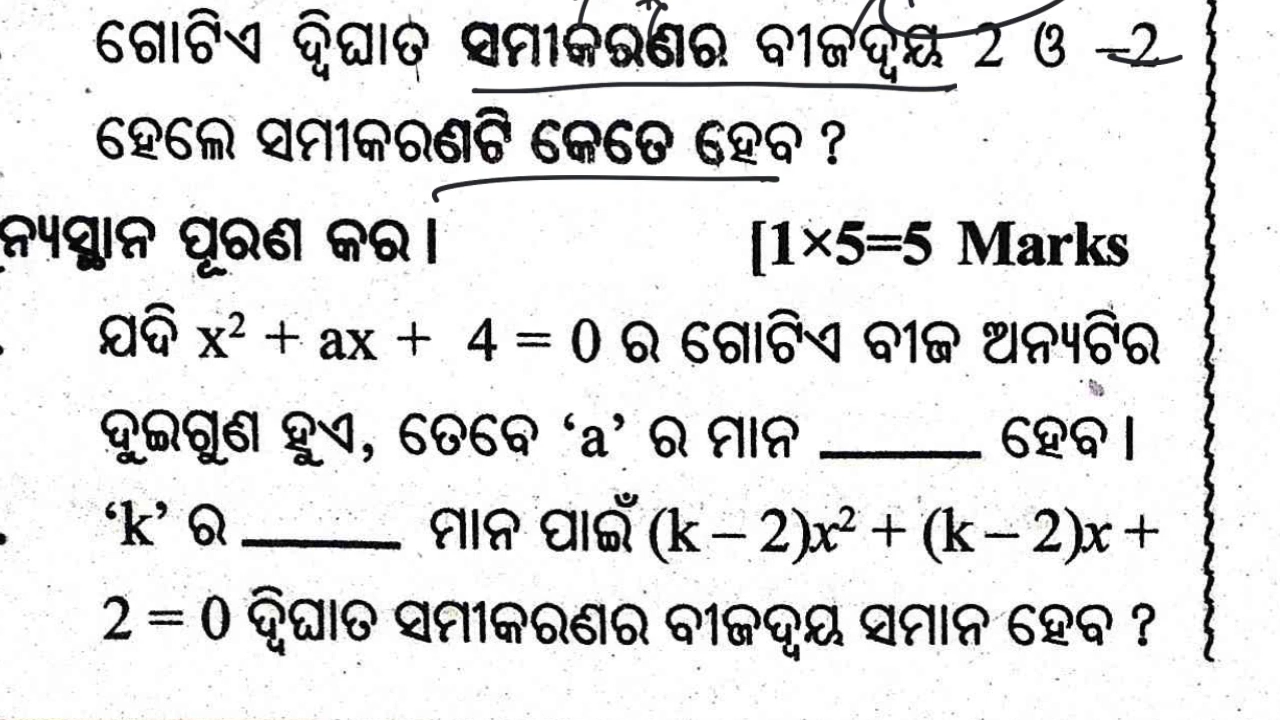 ଗୋଟିଏ ଦ୍ୱିଘାତ ସମୀକରଣର ବୀଜଦ୍ୱୟ 2 ଓ –2
ହେଲେ ସମୀକରଣଟି କେତେ ହେବ ?
ନ୍ୟସ୍ଥାନ ପୂରଣ କର । [1×5=5 Marks
ଯଦି x² + ax + 4 = 0 ର ଗୋଟିଏ ବୀଜ ଅନ୍ୟଟିର
ଦୁଇଗୁଣ ହୁଏ, ତେବେ ‘a’ ର ମାନ ______ ହେବ ।
‘k’ ର ______ ମାନ ପାଇଁ (k – 2)x² + (k – 2)x +
2 = 0 ଦ୍ୱିଘାତ ସମୀକରଣର ବୀଜଦ୍ୱୟ ସମାନ ହେବ ?